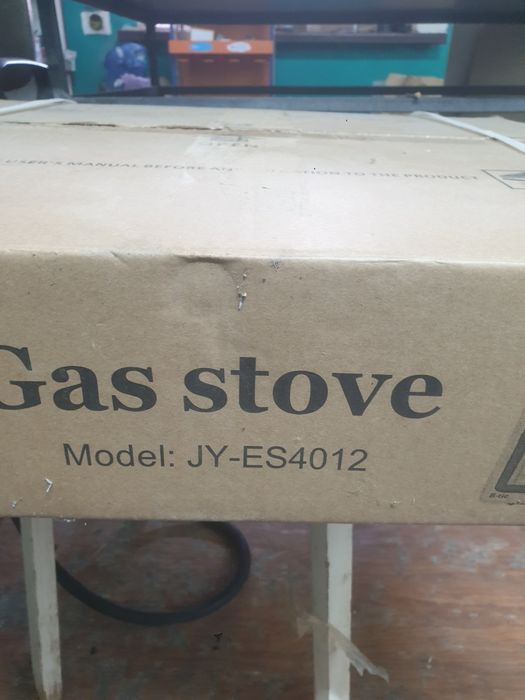 USER'S MANUAL BEFORE
TO THE PRODUCT
Gas stove
Model: JY-ES4012